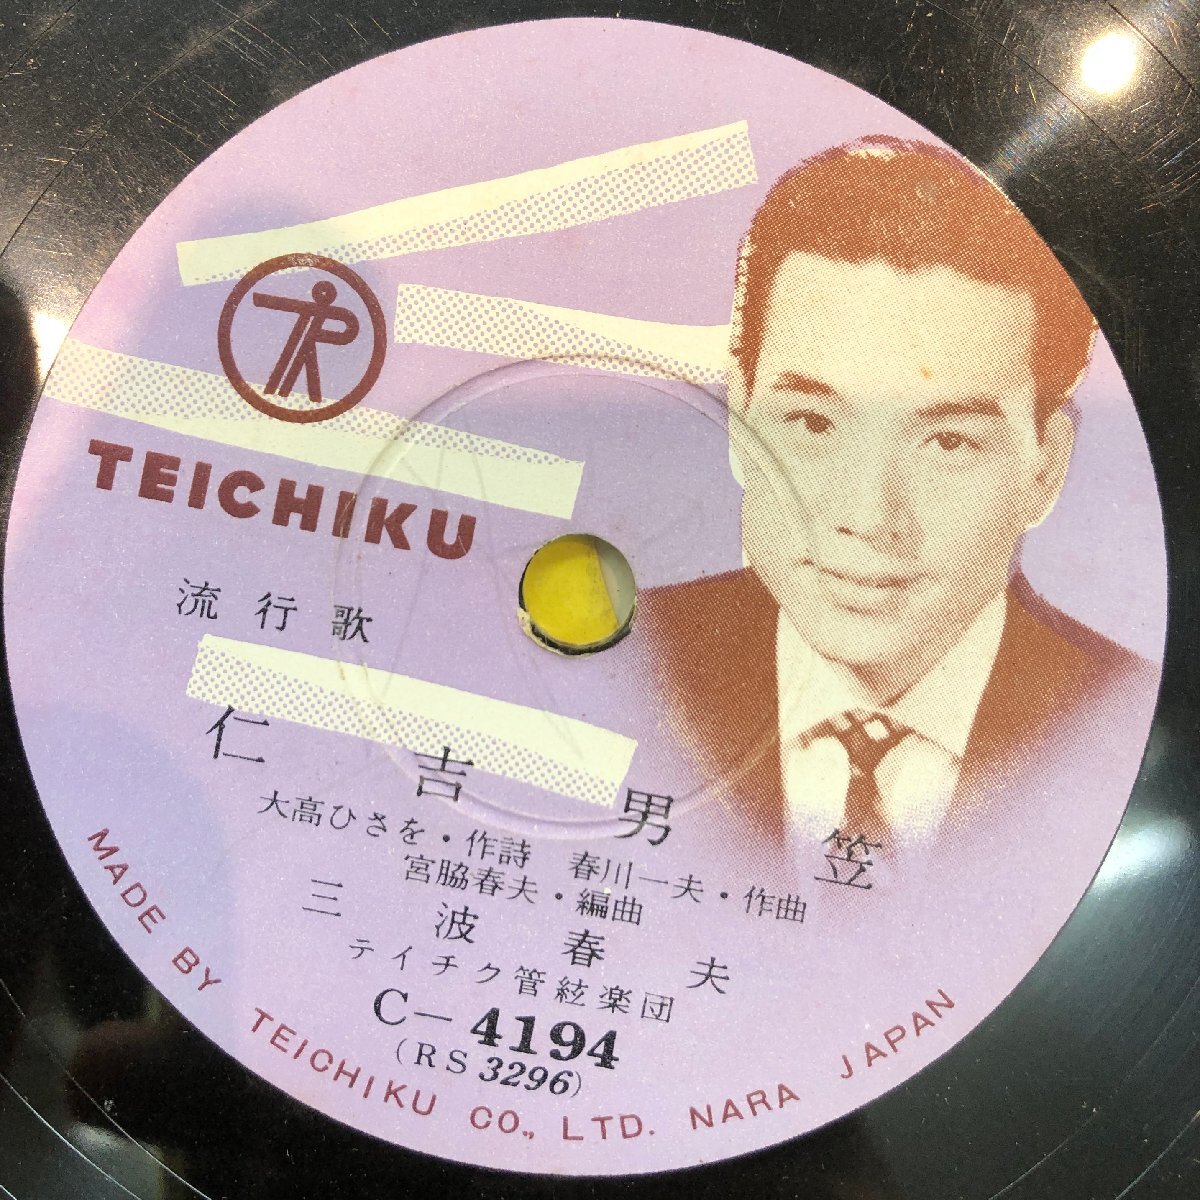 TEICHIKU
流行歌
仁吉男笠
大高ひさを・作詩 春川一夫・作曲
宮脇春夫・編曲
三波春夫
テイチク管絃楽団
C-4194
(RS 3296)
MADE BY TEICHIKU CO., LTD. NARA JAPAN